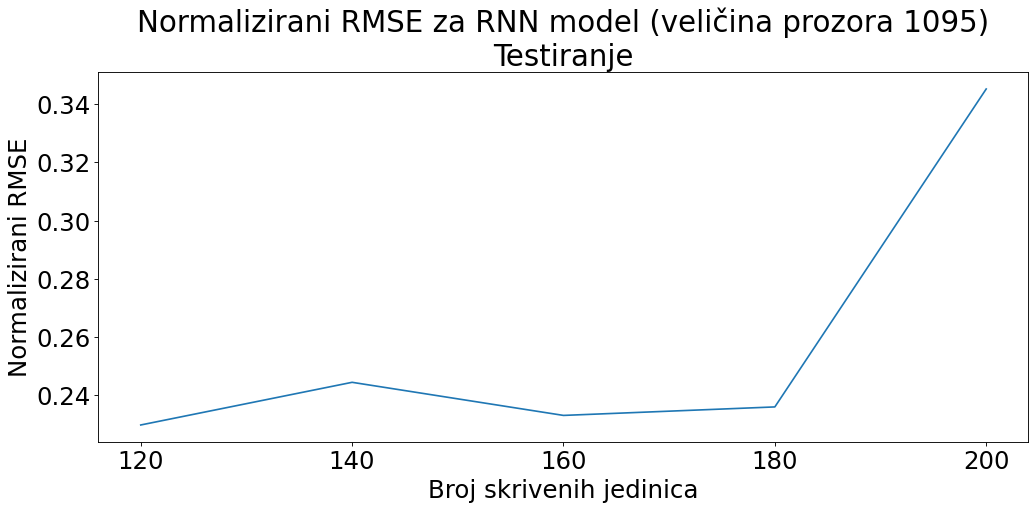 Normalizirani RMSE za RNN model (veličina prozora 1095)
Testiranje
Normalizirani RMSE
0.34
0.32
0.30
0.28
0.26
0.24
120 140 160 180 200
Broj skrivenih jedinica